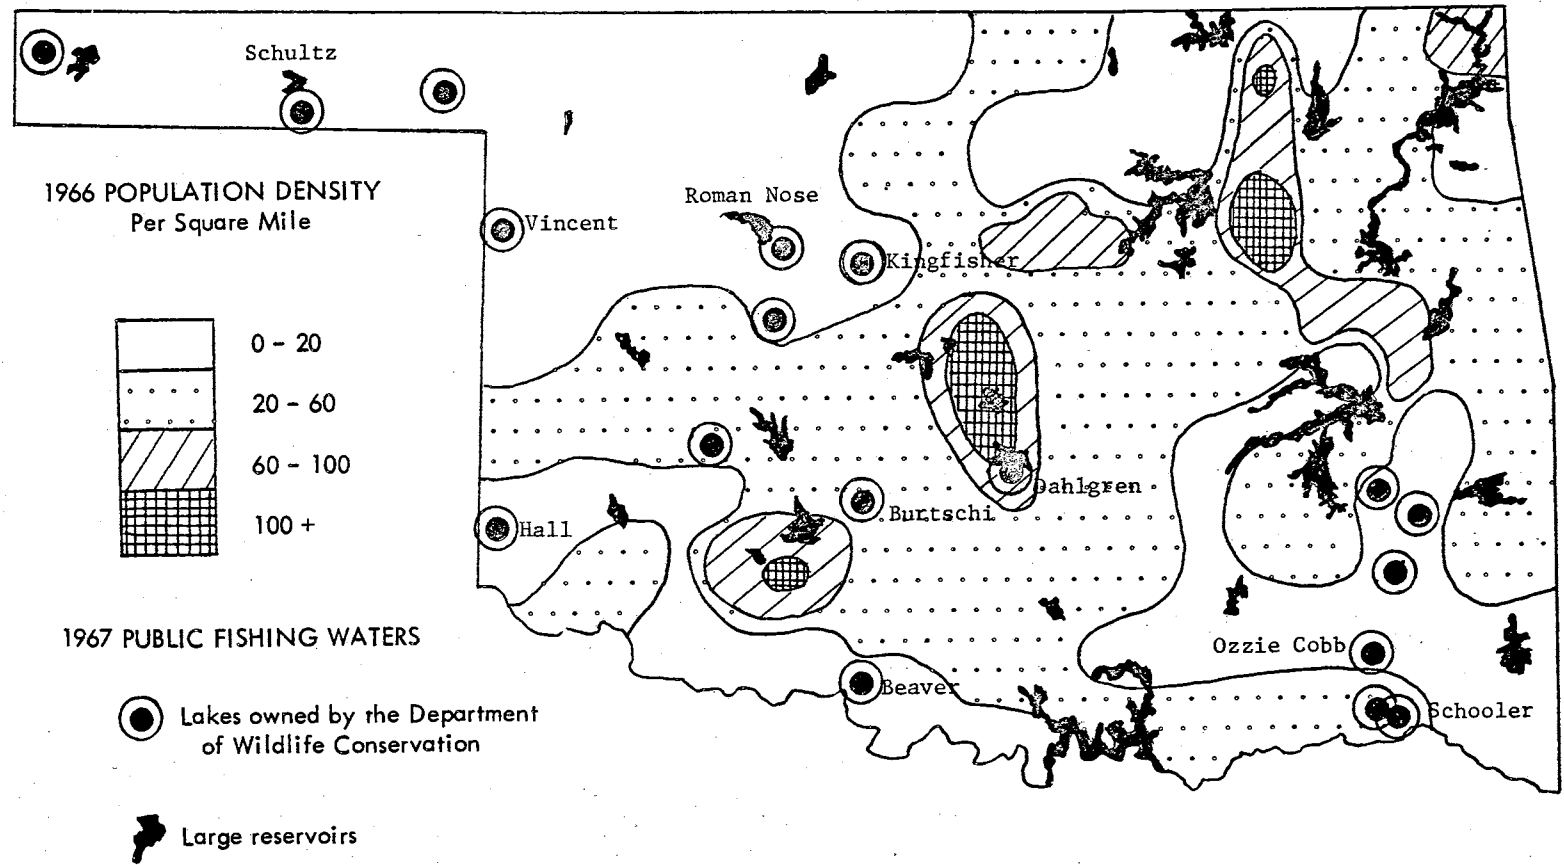 Schultz
1966 POPULATION DENSITY
Per Square Mile
Roman Nose
Vincent
Kingfisher
0 - 20
20 - 60
60 - 100
100 +
Dahlgren
Burtschi
Hall
1967 PUBLIC FISHING WATERS
Ozzie Cobb
Beaver
Schooler
Lakes owned by the Department
of Wildlife Conservation
Large reservoirs